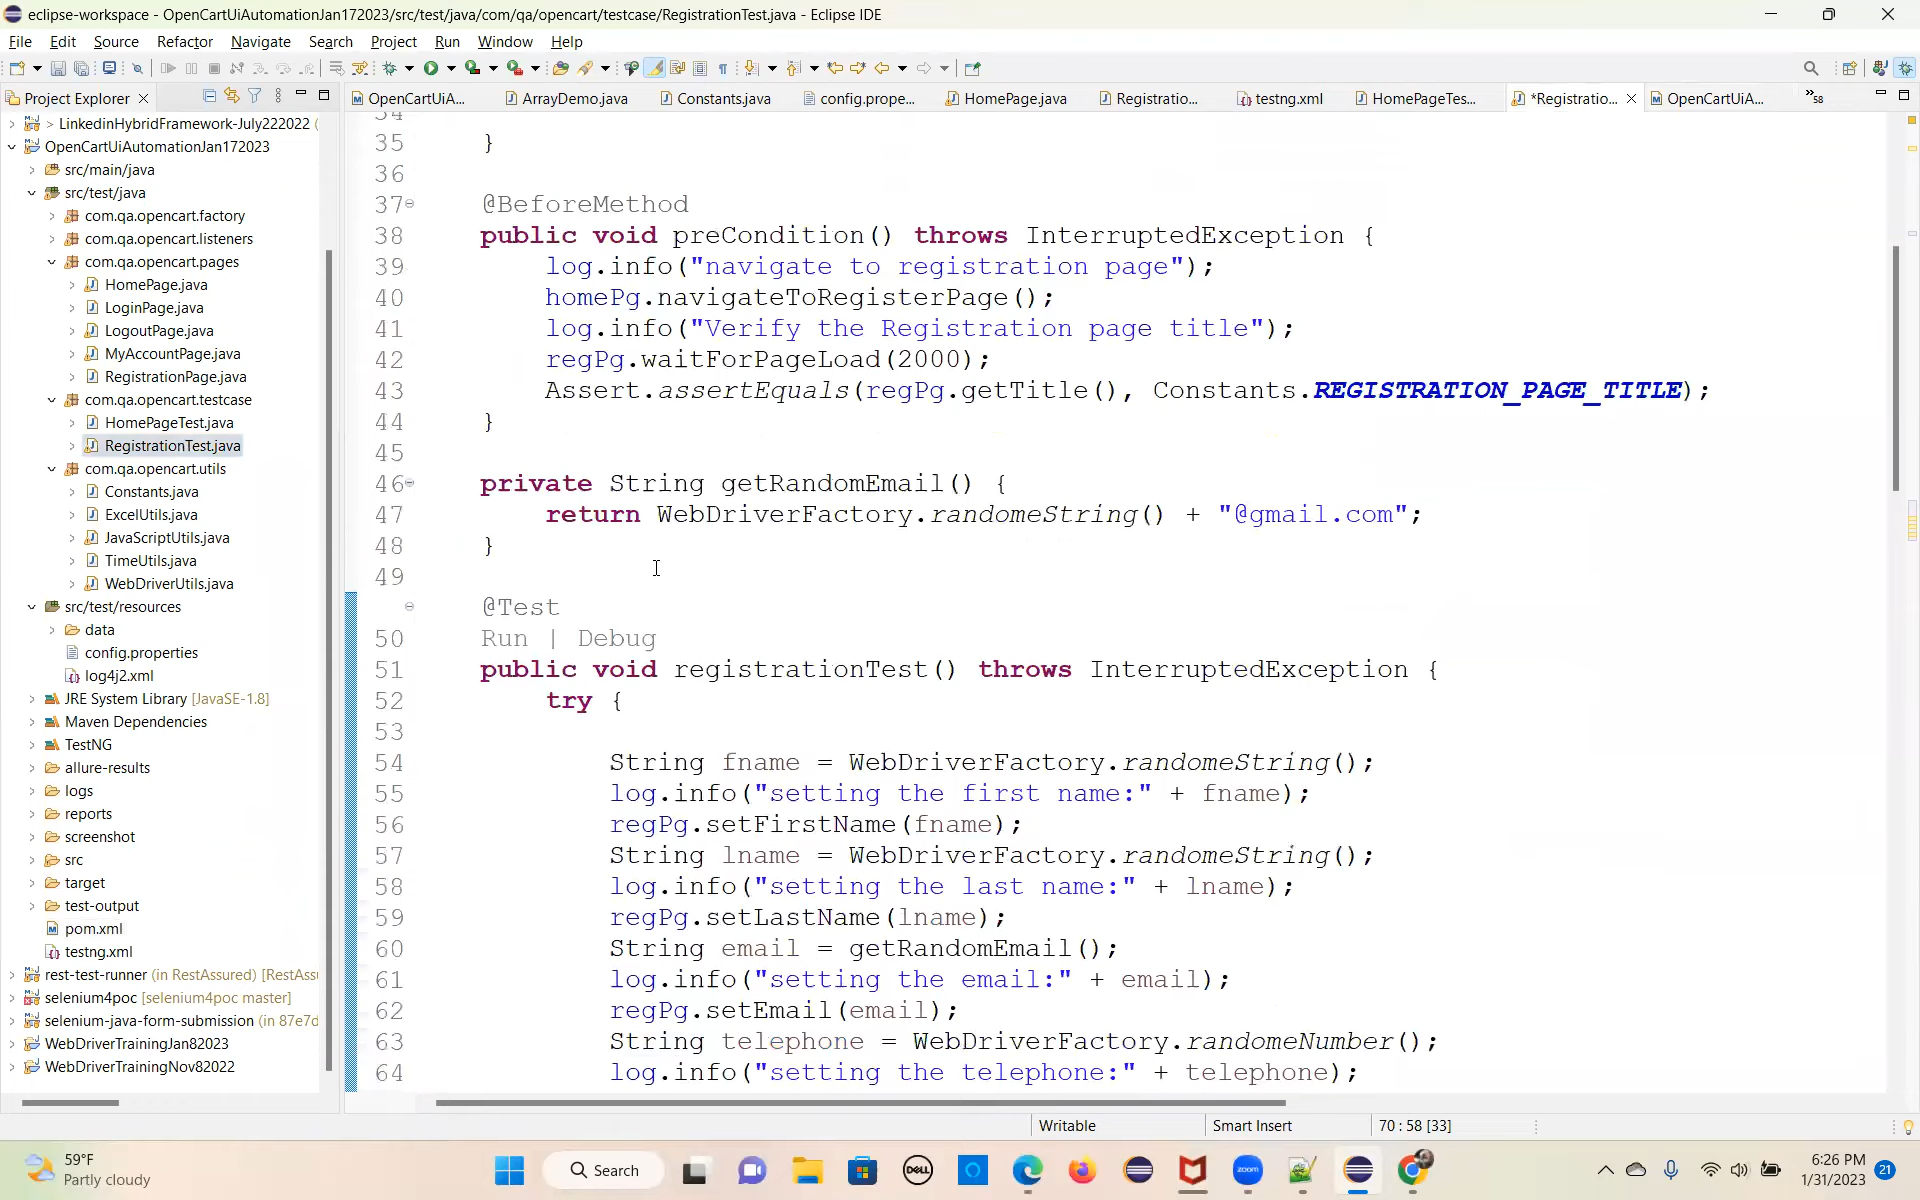 eclipse-workspace - OpenCartUiAutomationJan172023/src/test/java/com/qa/opencart/testcase/RegistrationTest.java - Eclipse IDE
File Edit Source Refactor Navigate Search Project Run Window Help
Project Explorer
OpenCartUiA...
ArrayDemo.java
Constants.java
config.prope...
HomePage.java
Registratio...
testng.xml
HomePageTes...
*Registratio...
OpenCartUiA...
»58
> LinkedinHybridFramework-July222022 (
OpenCartUiAutomationJan172023
src/main/java
src/test/java
com.qa.opencart.factory
com.qa.opencart.listeners
com.qa.opencart.pages
HomePage.java
LoginPage.java
LogoutPage.java
MyAccountPage.java
RegistrationPage.java
com.qa.opencart.testcase
HomePageTest.java
RegistrationTest.java
com.qa.opencart.utils
Constants.java
ExcelUtils.java
JavaScriptUtils.java
TimeUtils.java
WebDriverUtils.java
src/test/resources
data
config.properties
log4j2.xml
JRE System Library [JavaSE-1.8]
Maven Dependencies
TestNG
allure-results
logs
reports
screenshot
src
target
test-output
pom.xml
testng.xml
rest-test-runner (in RestAssured) [RestAssu
selenium4poc [selenium4poc master]
selenium-java-form-submission (in 87e7d
WebDriverTrainingJan82023
WebDriverTrainingNov82022
34
35 }
36
37 @BeforeMethod
38 public void preCondition() throws InterruptedException {
39 log.info("navigate to registration page");
40 homePg.navigateToRegisterPage();
41 log.info("Verify the Registration page title");
42 regPg.waitForPageLoad(2000);
43 Assert.assertEquals(regPg.getTitle(), Constants.REGISTRATION_PAGE_TITLE);
44 }
45
46 private String getRandomEmail() {
47 return WebDriverFactory.randomeString() + "@gmail.com";
48 }
49
@Test
50 Run | Debug
51 public void registrationTest() throws InterruptedException {
52 try {
53
54 String fname = WebDriverFactory.randomeString();
55 log.info("setting the first name:" + fname);
56 regPg.setFirstName(fname);
57 String lname = WebDriverFactory.randomeString();
58 log.info("setting the last name:" + lname);
59 regPg.setLastName(lname);
60 String email = getRandomEmail();
61 log.info("setting the email:" + email);
62 regPg.setEmail(email);
63 String telephone = WebDriverFactory.randomeNumber();
64 log.info("setting the telephone:" + telephone);
Writable
Smart Insert
70 : 58 [33]
59°F
Partly cloudy
Search
DELL
zoom
6:26 PM
1/31/2023
21